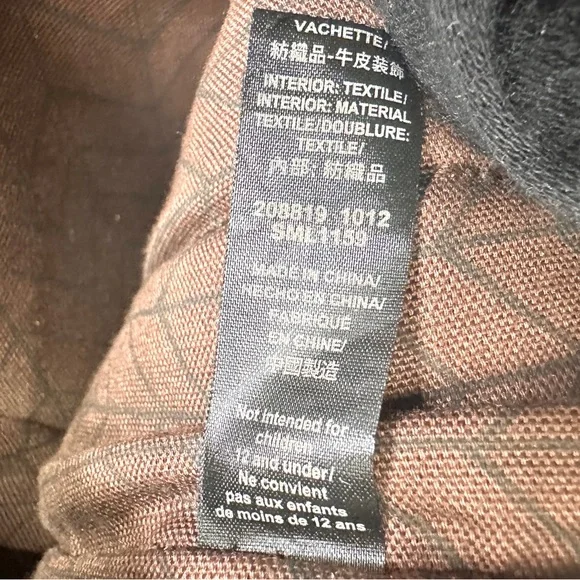 VACHETTE/
紡織品-牛皮装飾
INTERIOR: TEXTILE/
INTERIOR: MATERIAL
TEXTILE/DOUBLURE:
TEXTILE/
内部: 紡織品
208819 1012
SML1159
MADE IN CHINA/
HECHO EN CHINA/
FABRIQUE
EN CHINE/
中國製造
Not intended for
children
12 and under/
Ne convient
pas aux enfants
de moins de 12 ans